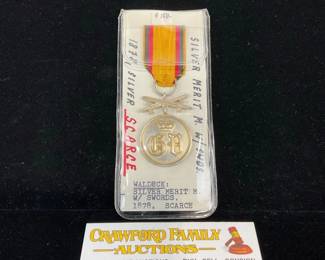 SILVER MERIT M. W/SWDS.
1878, SILVER
SCARCE
WALDECK:
SILVER MERIT M.
W/ SWORDS.
1878. SCARCE
CRAWFORD FAMILY
AUCTIONS